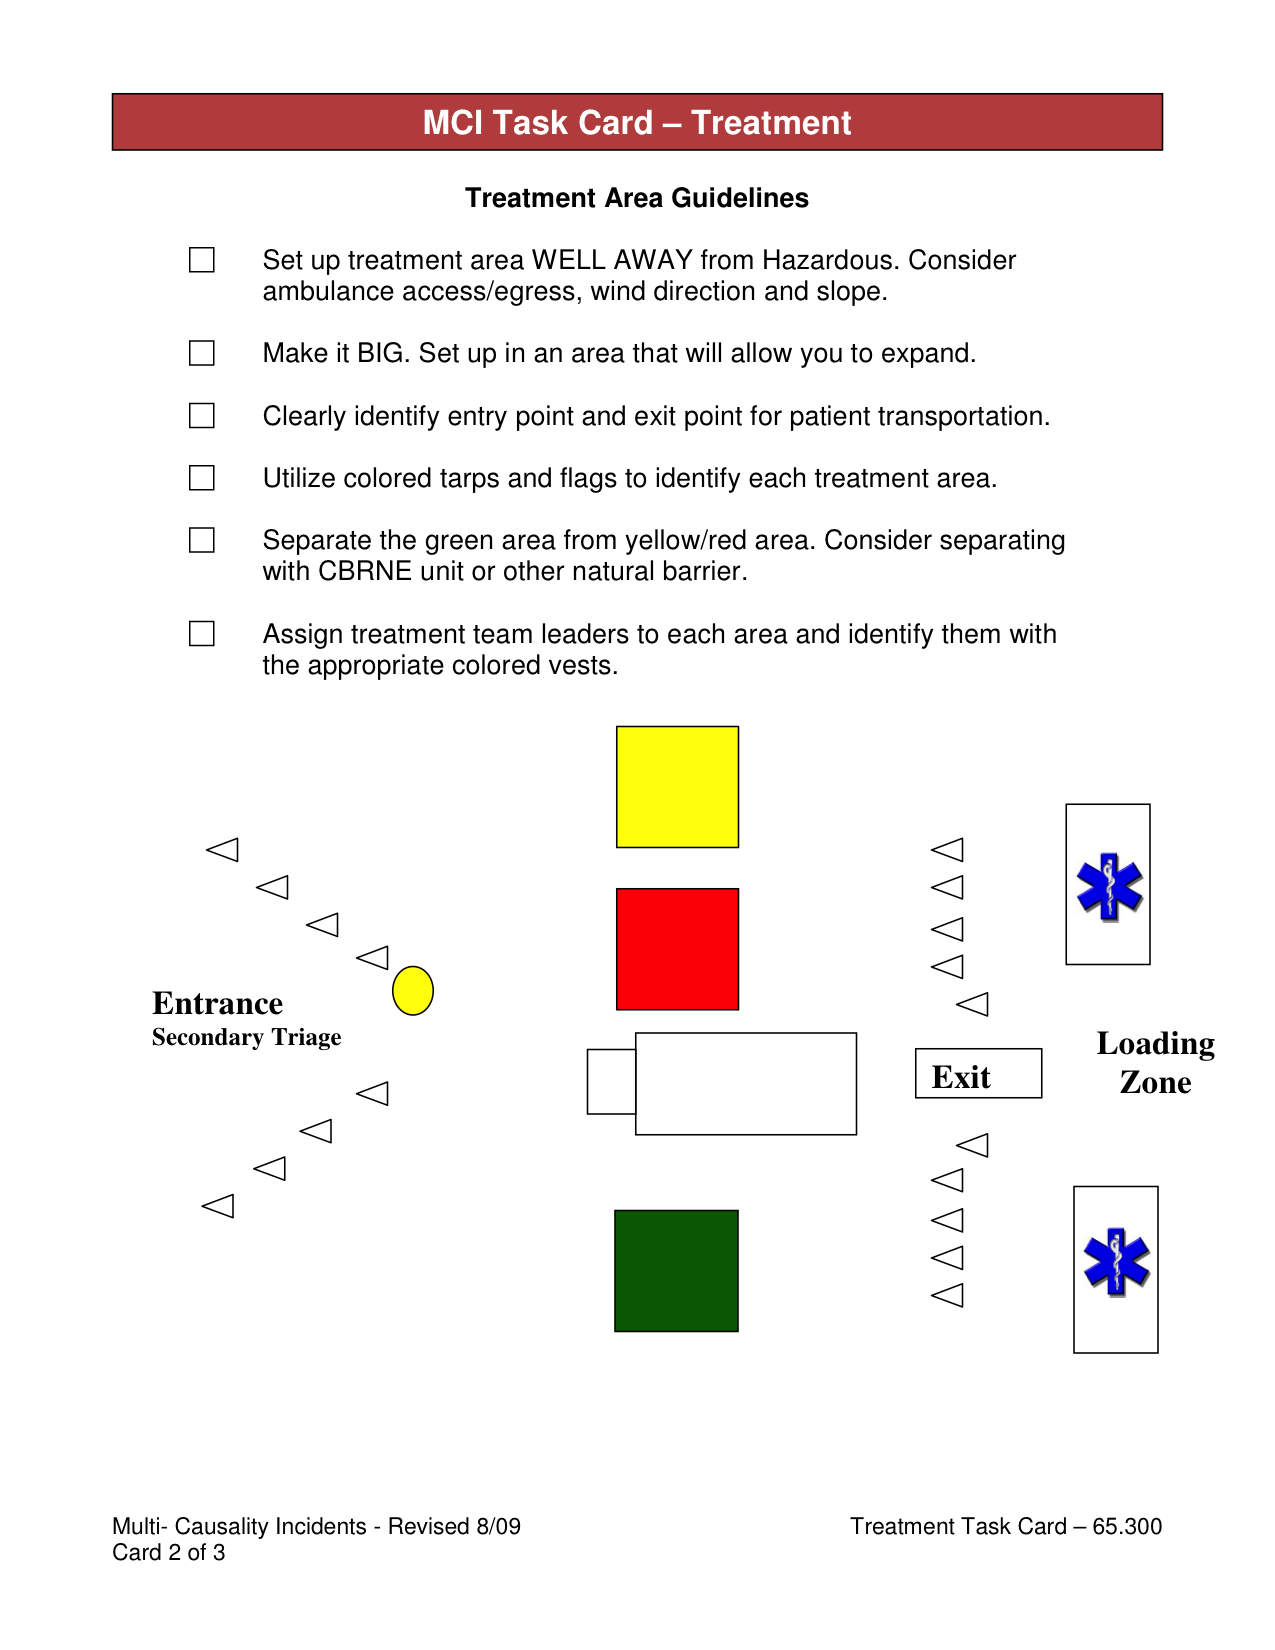 MCI Task Card – Treatment
Treatment Area Guidelines
Set up treatment area WELL AWAY from Hazardous. Consider
ambulance access/egress, wind direction and slope.
Make it BIG. Set up in an area that will allow you to expand.
Clearly identify entry point and exit point for patient transportation.
Utilize colored tarps and flags to identify each treatment area.
Separate the green area from yellow/red area. Consider separating
with CBRNE unit or other natural barrier.
Assign treatment team leaders to each area and identify them with
the appropriate colored vests.
Entrance
Secondary Triage
Exit
Loading
Zone
Multi- Causality Incidents - Revised 8/09
Treatment Task Card – 65.300
Card 2 of 3